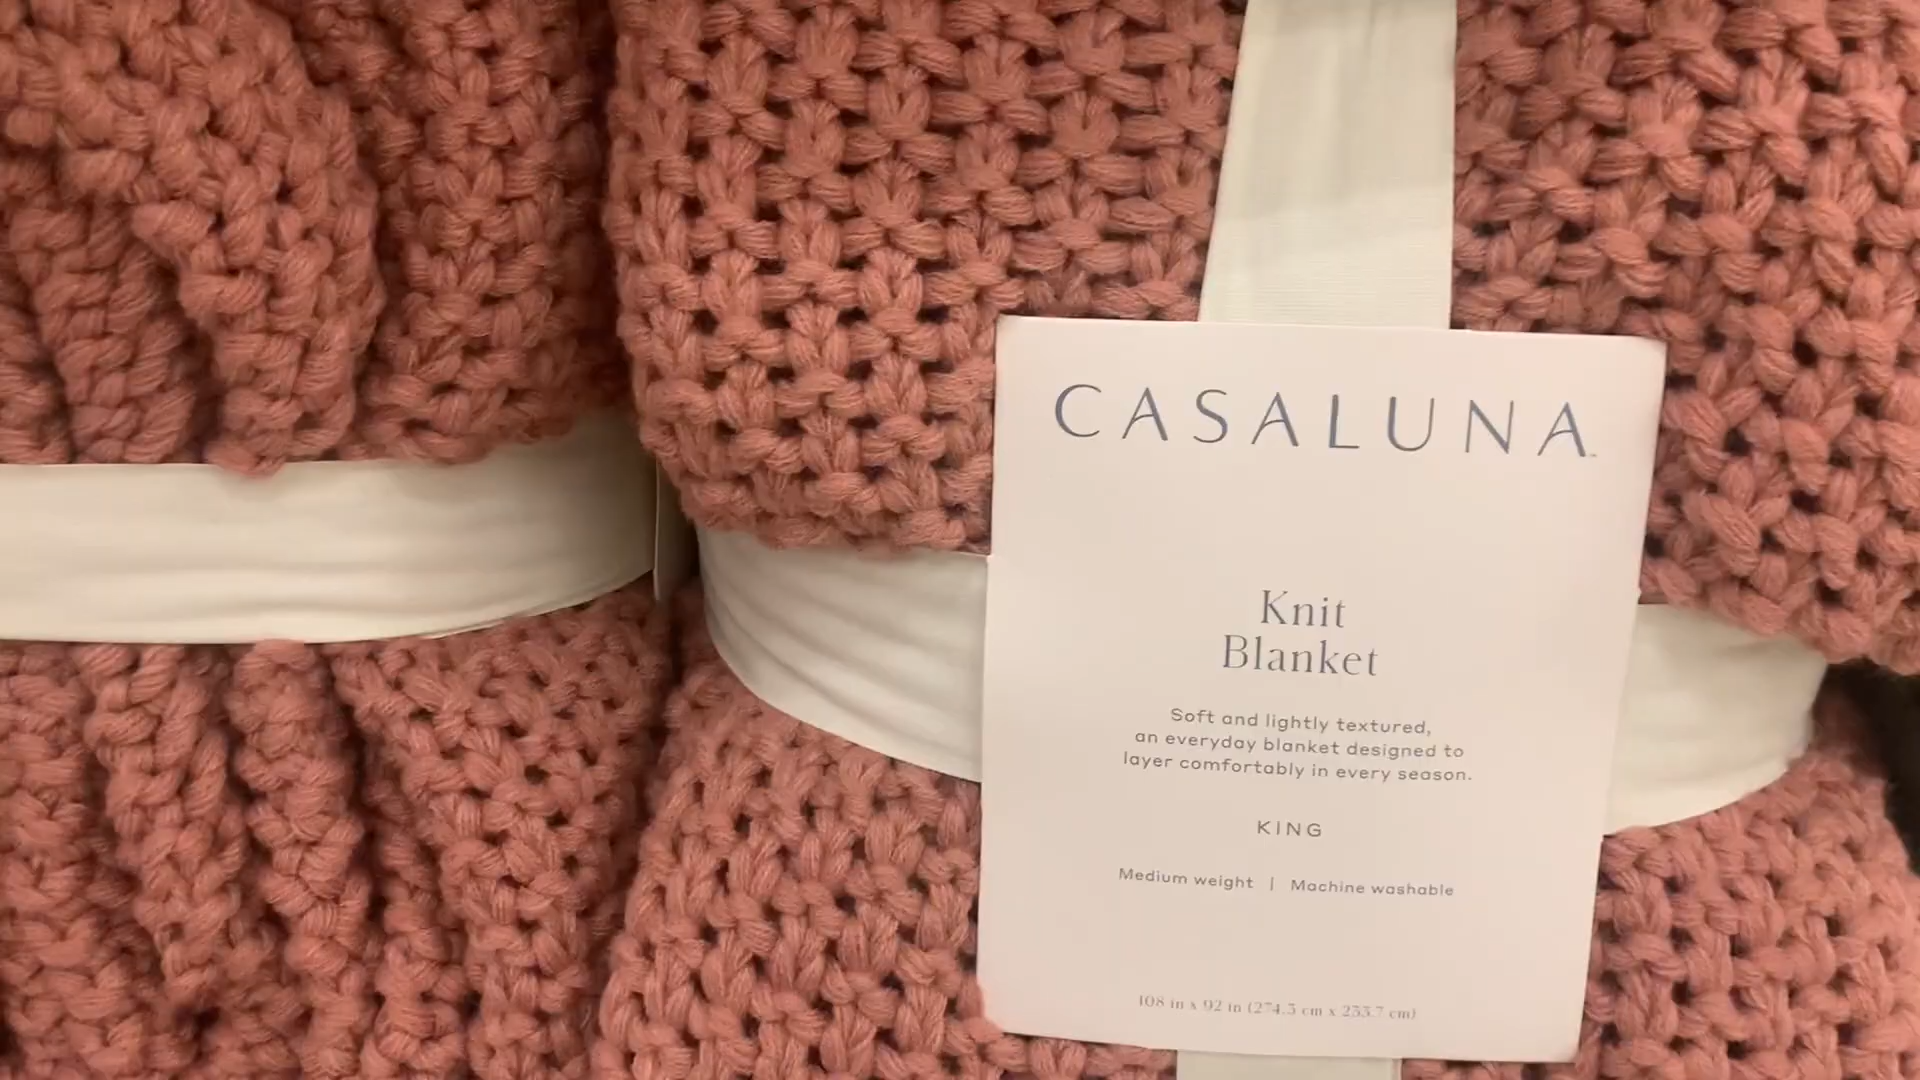 CASALUNA™
Knit
Blanket
Soft and lightly textured,
an everyday blanket designed to
layer comfortably in every season.
KING
Medium weight | Machine washable
108 in x 92 in (274.3 cm x 233.7 cm)